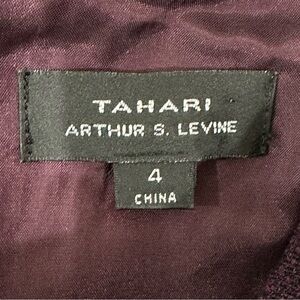 TAHARI
ARTHUR S. LEVINE
4
CHINA